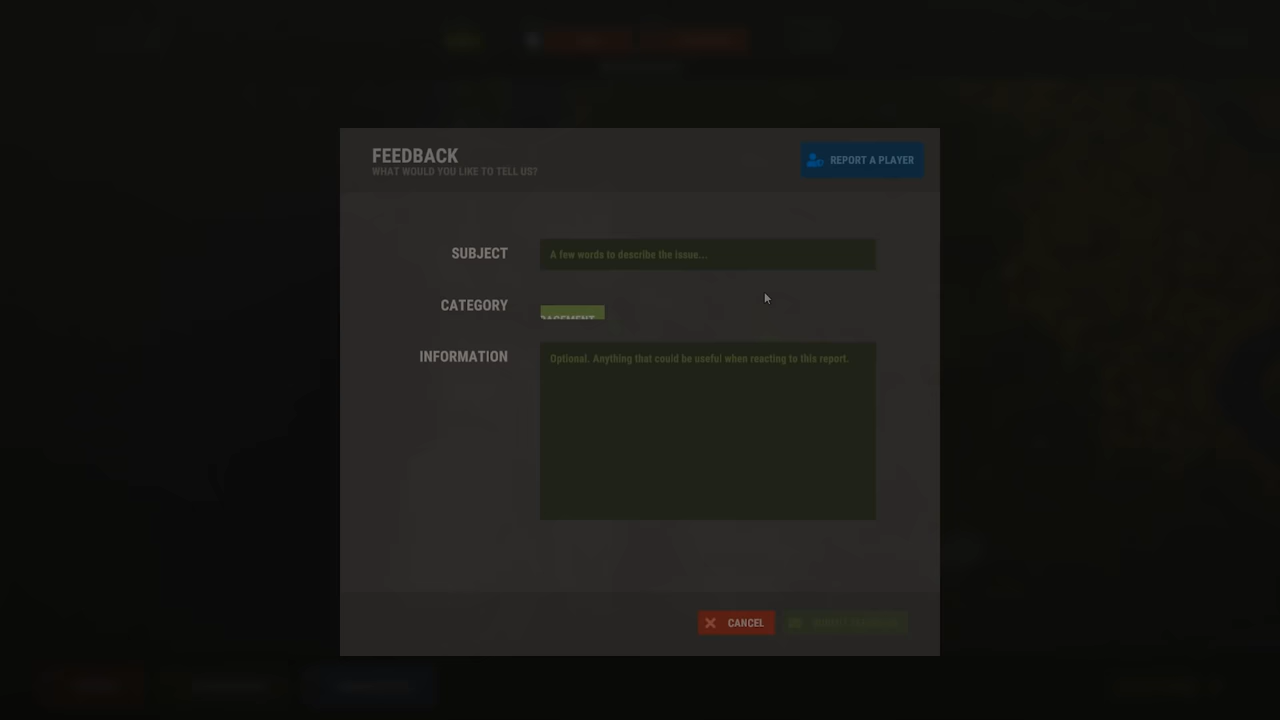 FEEDBACK
WHAT WOULD YOU LIKE TO TELL US?
REPORT A PLAYER
SUBJECT
A few words to describe the issue...
CATEGORY
INFORMATION
Optional. Anything that could be useful when reacting to this report.
CANCEL